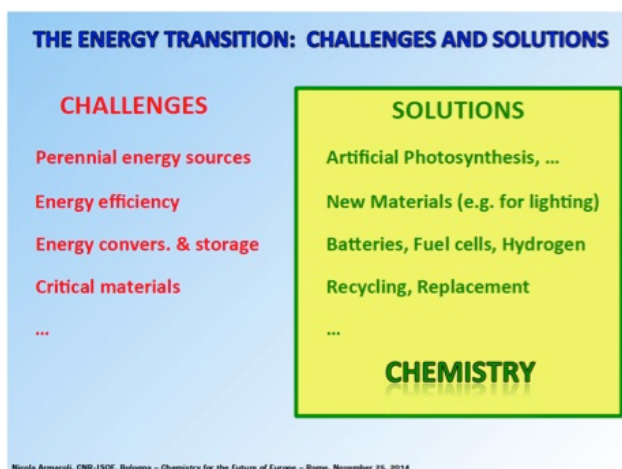 THE ENERGY TRANSITION: CHALLENGES AND SOLUTIONS
CHALLENGES
Perennial energy sources
Energy efficiency
Energy convers. & storage
Critical materials
...
SOLUTIONS
Artificial Photosynthesis, ...
New Materials (e.g. for lighting)
Batteries, Fuel cells, Hydrogen
Recycling, Replacement
...
CHEMISTRY
Nicola Armaroli, CNR-ISOF, Bologna – Chemistry for the Future of Europe – Rome, November 25, 2014